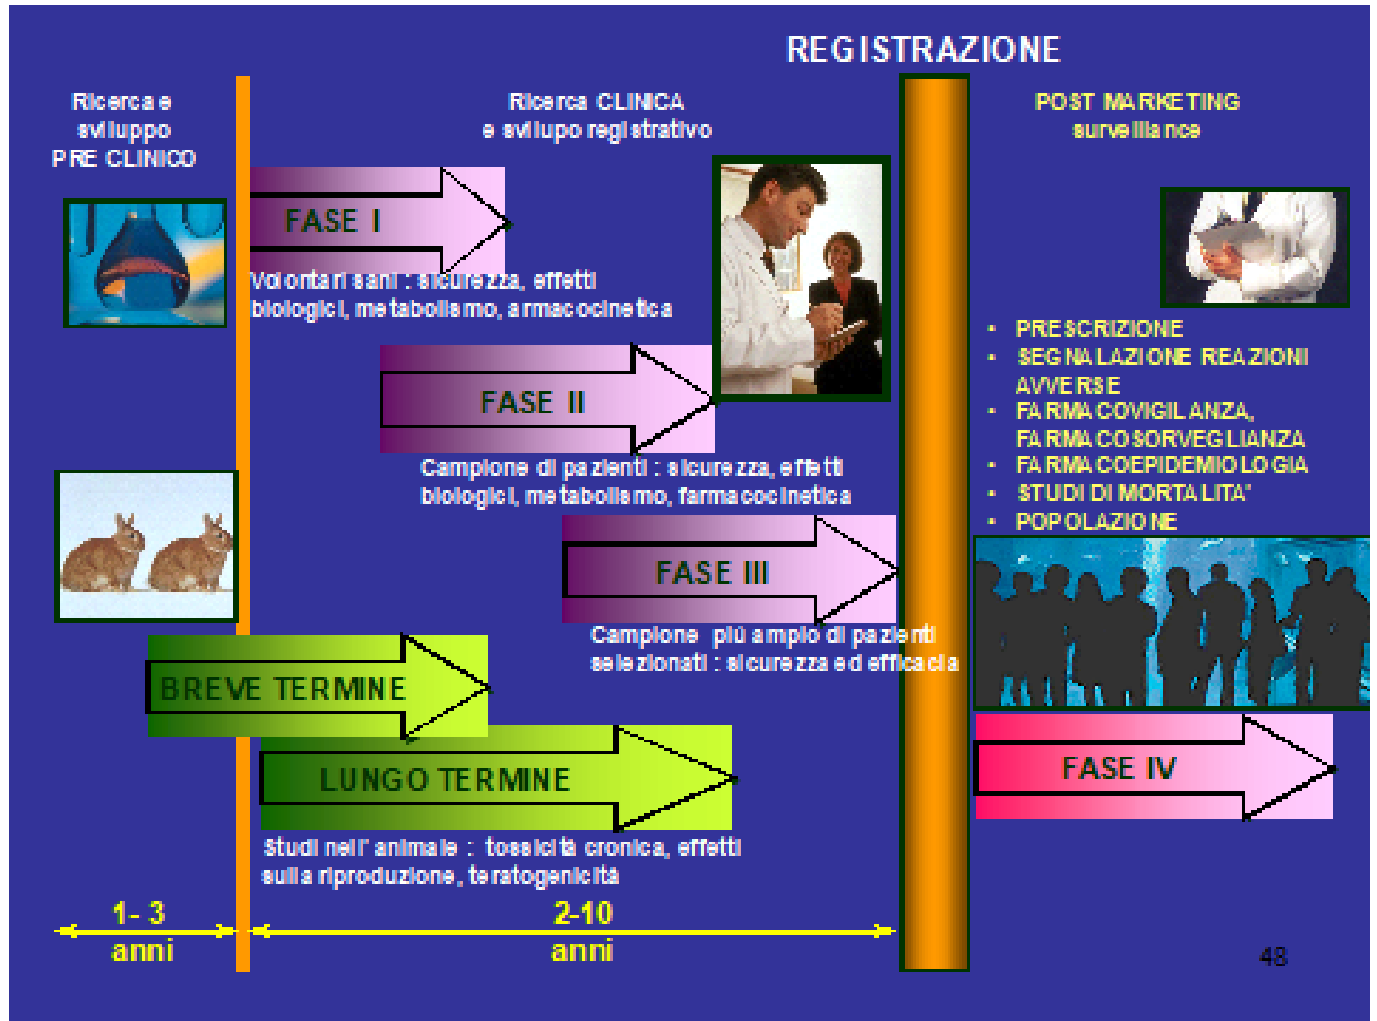 REGISTRAZIONE
Ricerca e
sviluppo
PRE CLINICO
Ricerca CLINICA
e svilupo registrativo
POST MARKETING
surveillance
FASE I
Volontari sani : sicurezza, effetti
biologici, metabolismo, armacocinetica
FASE II
Campione di pazienti : sicurezza, effetti
biologici, metabolismo, farmacocinetica
FASE III
Campione più ampio di pazienti
selezionati : sicurezza ed efficacia
• PRESCRIZIONE
• SEGNALAZIONE REAZIONI
AVVERSE
• FARMACOVIGILANZA,
FARMACOSORVEGLIANZA
• FARMACOEPIDEMIOLOGIA
• STUDI DI MORTALITA'
• POPOLAZIONE
BREVE TERMINE
LUNGO TERMINE
Studi nell' animale : tossicità cronica, effetti
sulla riproduzione, teratogenicità
FASE IV
1- 3
anni
2-10
anni
48